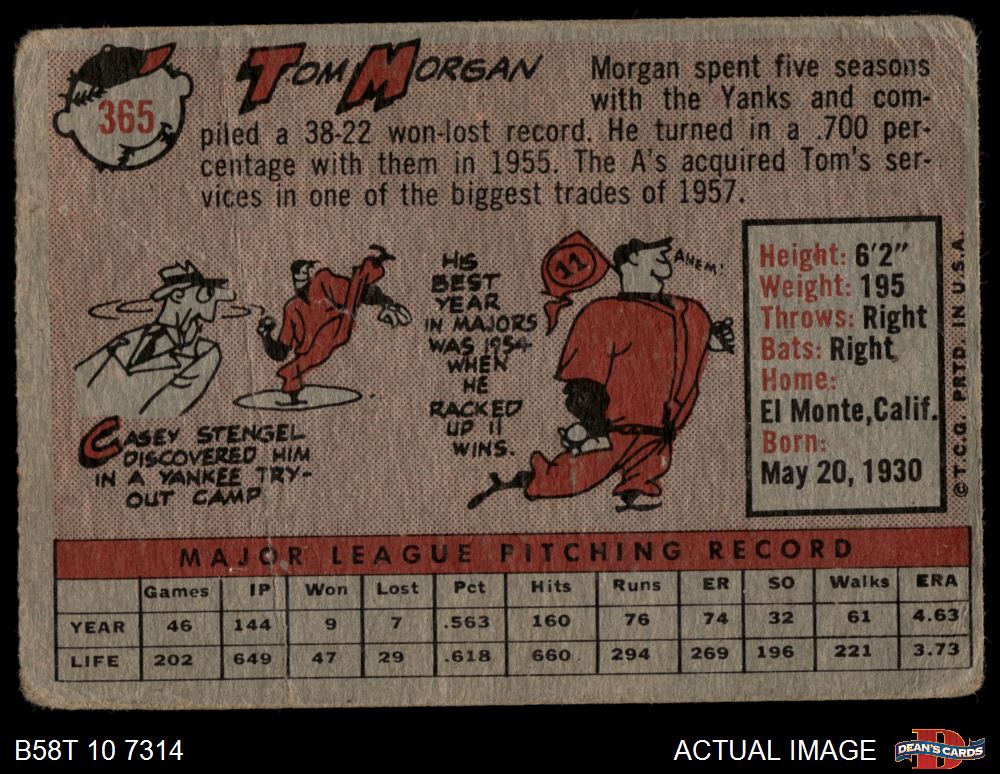 365
TOM MORGAN
Morgan spent five seasons
with the Yanks and com-
piled a 38-22 won-lost record. He turned in a .700 per-
centage with them in 1955. The A's acquired Tom's ser-
vices in one of the biggest trades of 1957.
CASEY STENGEL
DISCOVERED HIM
IN A YANKEE TRY-
OUT CAMP
HIS
BEST
YEAR
IN MAJORS
WAS 1954
WHEN
HE
RACKED
UP 11
WINS.
11
AHEM!
Height: 6'2"
Weight: 195
Throws: Right
Bats: Right
Home:
El Monte, Calif.
Born:
May 20, 1930
© T.C.G. PRTD. IN U.S.A.
MAJOR LEAGUE PITCHING RECORD
Games IP Won Lost Pct Hits Runs ER SO Walks ERA
YEAR 46 144 9 7 .563 160 76 74 32 61 4.63
LIFE 202 649 47 29 .618 660 294 269 196 221 3.73
B58T 10 7314
ACTUAL IMAGE
D
DEAN'S CARDS